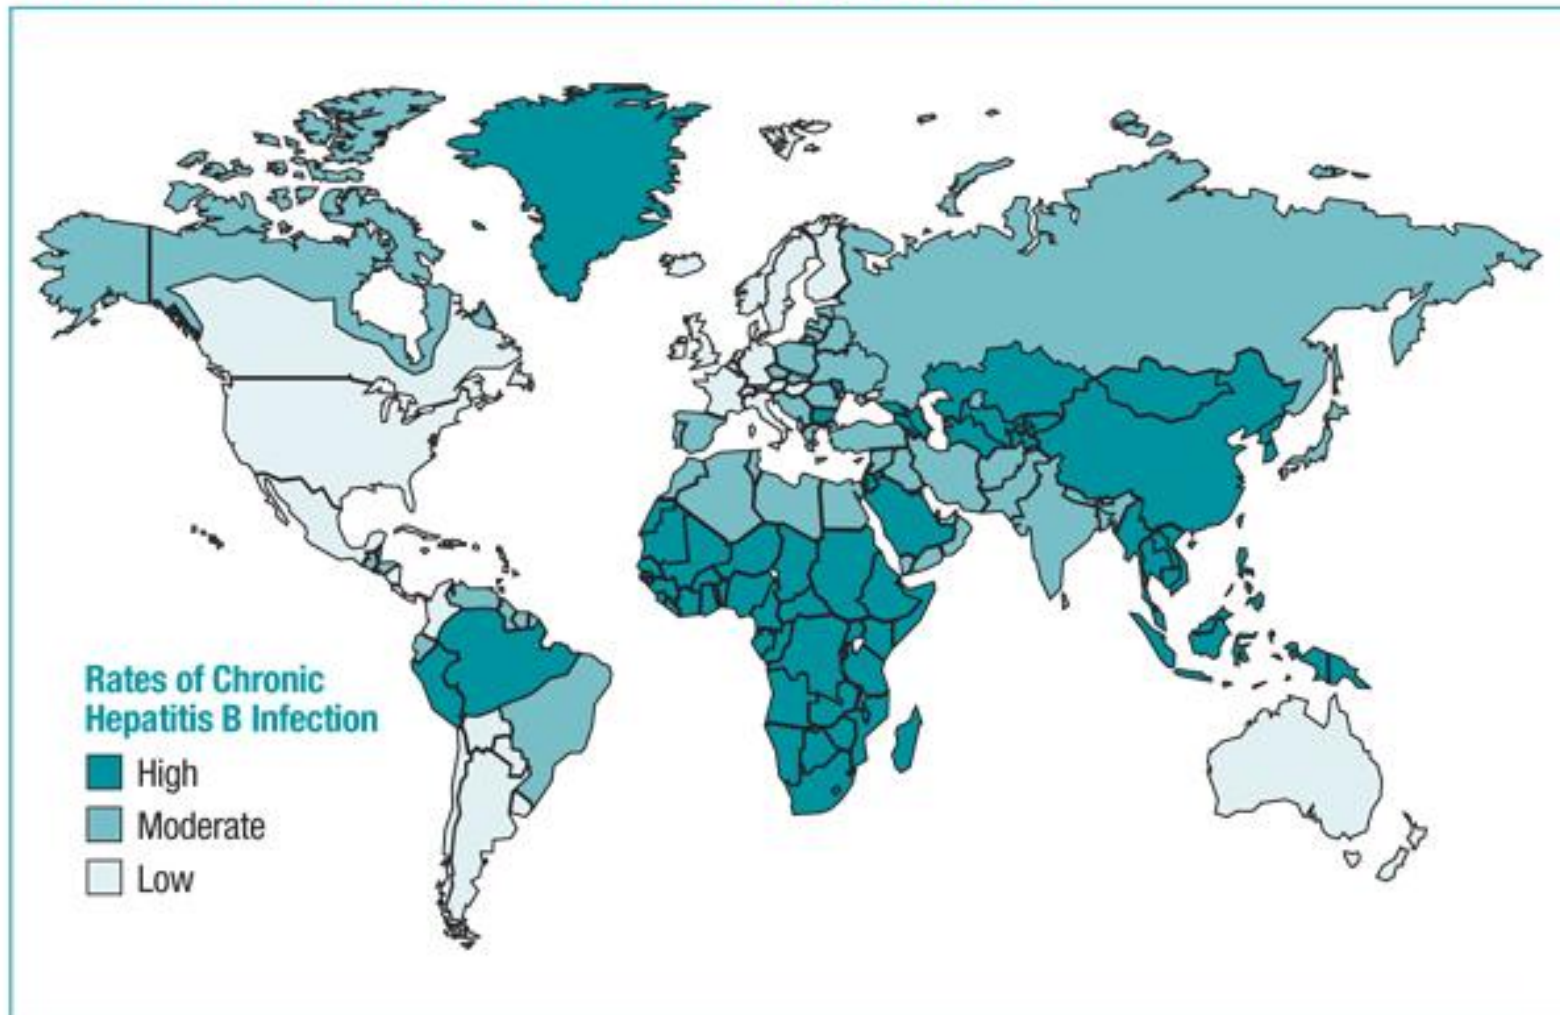 Rates of Chronic
Hepatitis B Infection
High
Moderate
Low